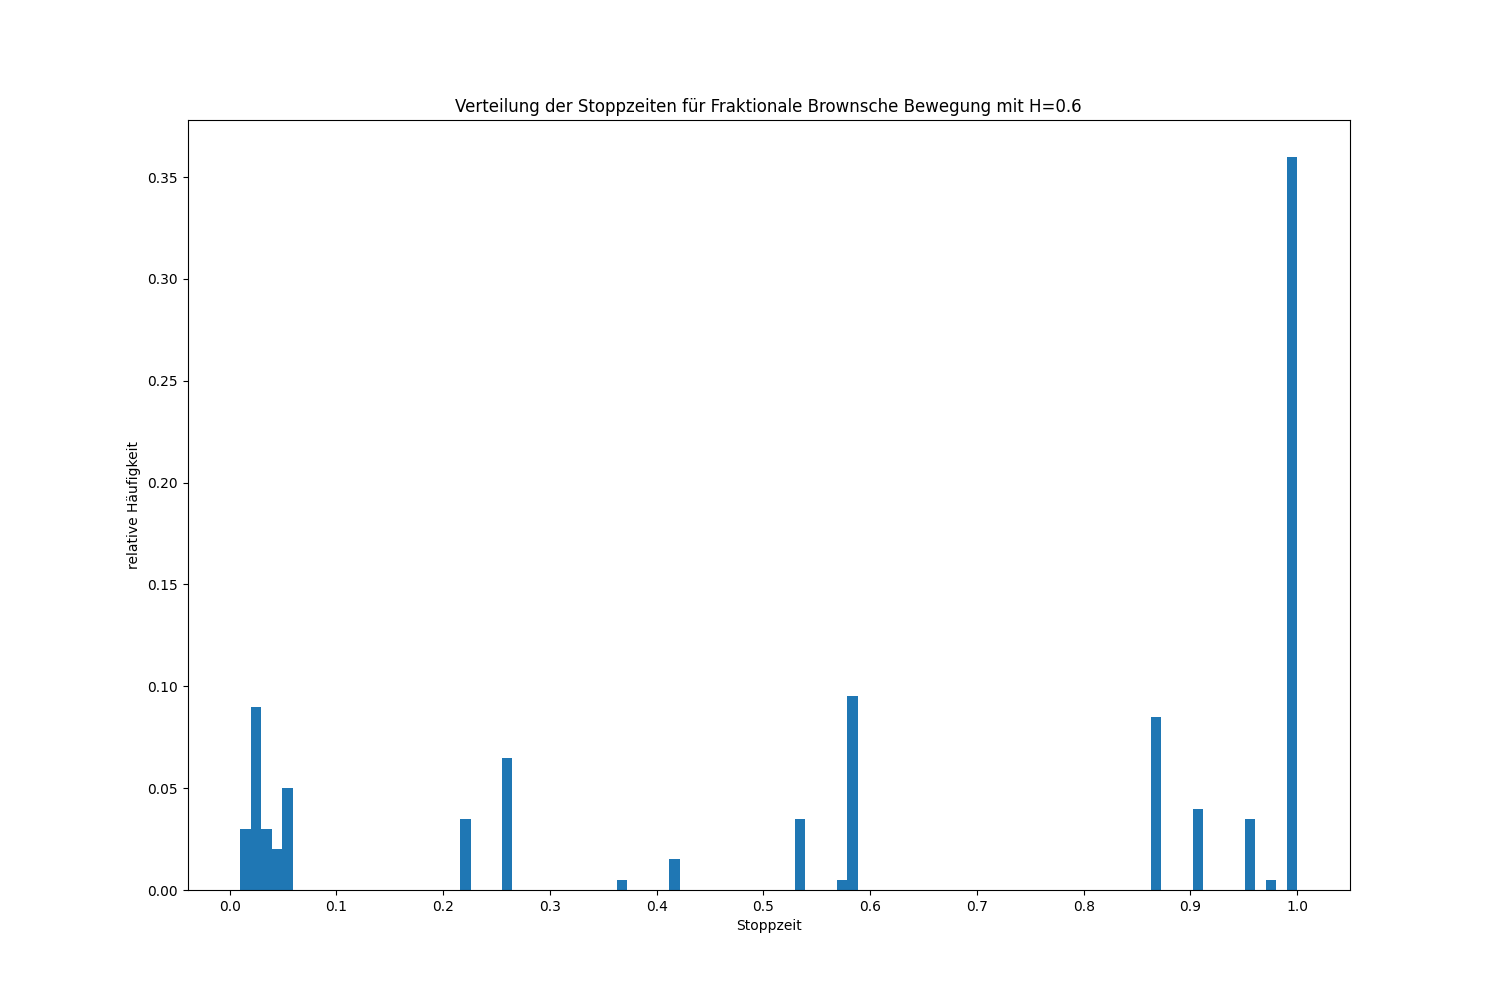 Verteilung der Stoppzeiten für Fraktionale Brownsche Bewegung mit H=0.6
relative Häufigkeit
0.35
0.30
0.25
0.20
0.15
0.10
0.05
0.00
0.0 0.1 0.2 0.3 0.4 0.5 0.6 0.7 0.8 0.9 1.0
Stoppzeit